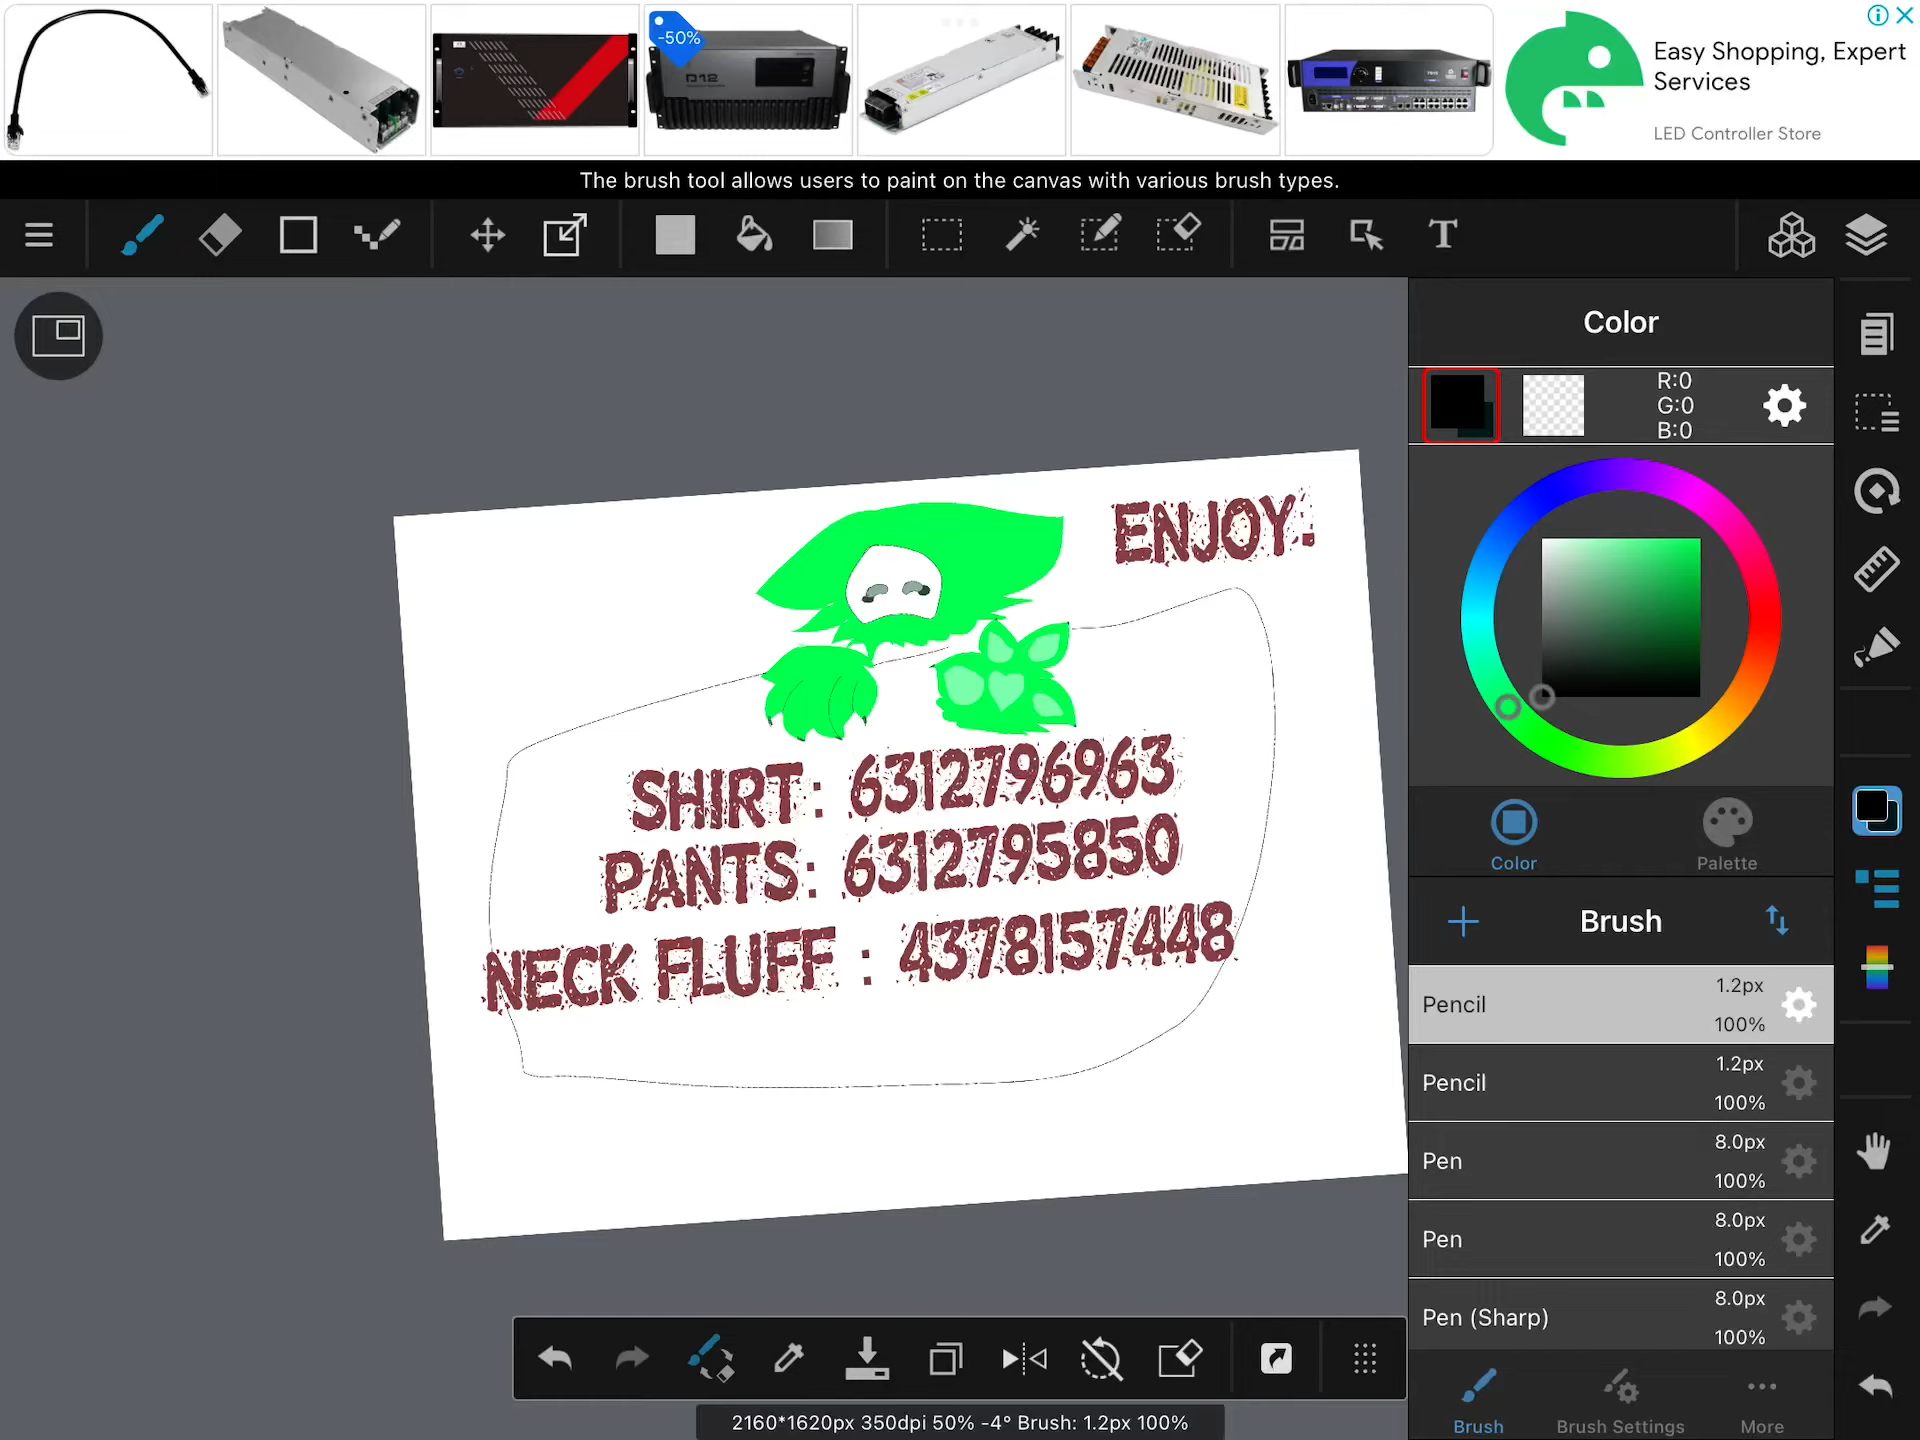 -50%
D12
Easy Shopping, Expert
Services
LED Controller Store
The brush tool allows users to paint on the canvas with various brush types.
T
Color
R:0
G:0
B:0
ENJOY:
SHIRT: 6312796963
PANTS: 6312795850
NECK FLUFF : 4378157448
Color
Palette
Brush
Pencil
1.2px
100%
Pencil
1.2px
100%
Pen
8.0px
100%
Pen
8.0px
100%
Pen (Sharp)
8.0px
100%
Brush
Brush Settings
More
2160*1620px 350dpi 50% -4° Brush: 1.2px 100%